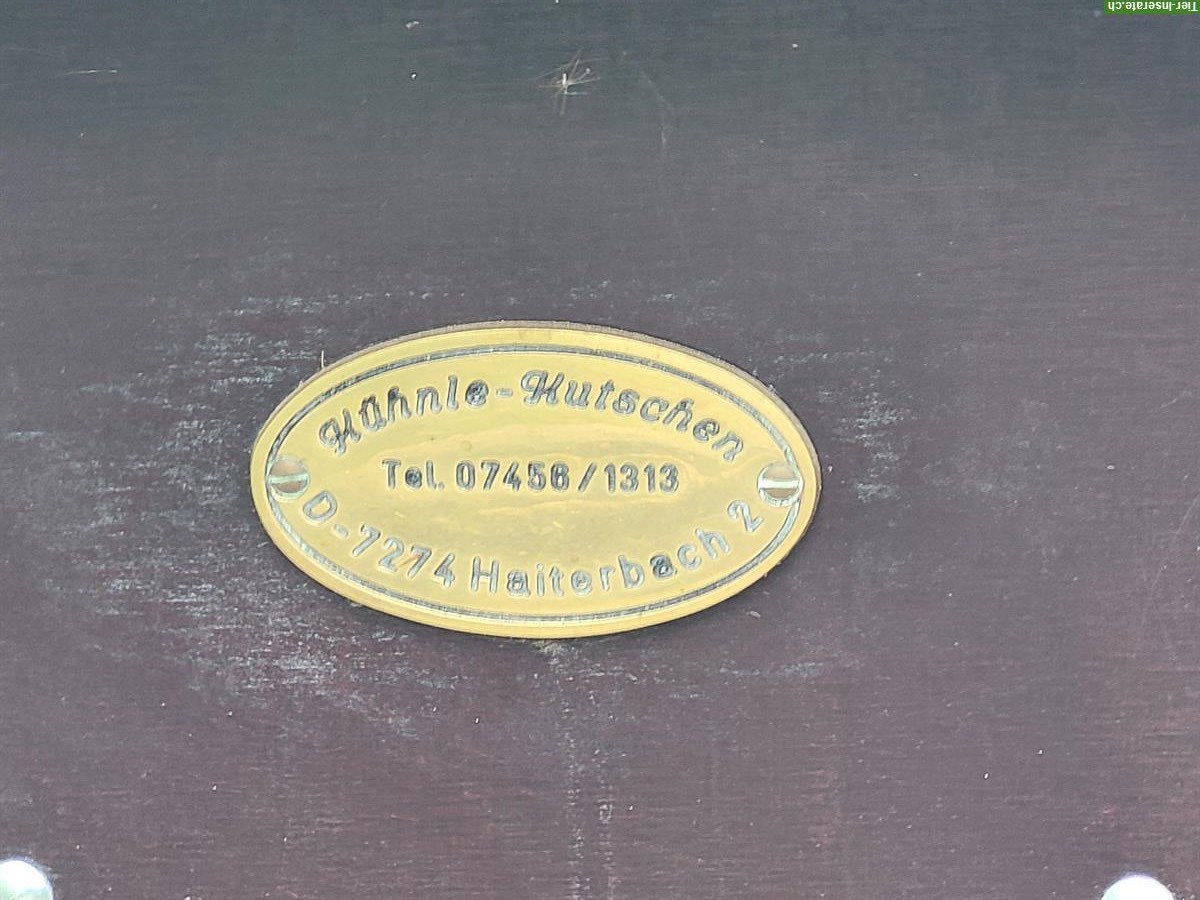 Kühnle-Kutschen
Tel. 07456/1313
D-7274 Haiterbach 2
Tier-Inserate.ch